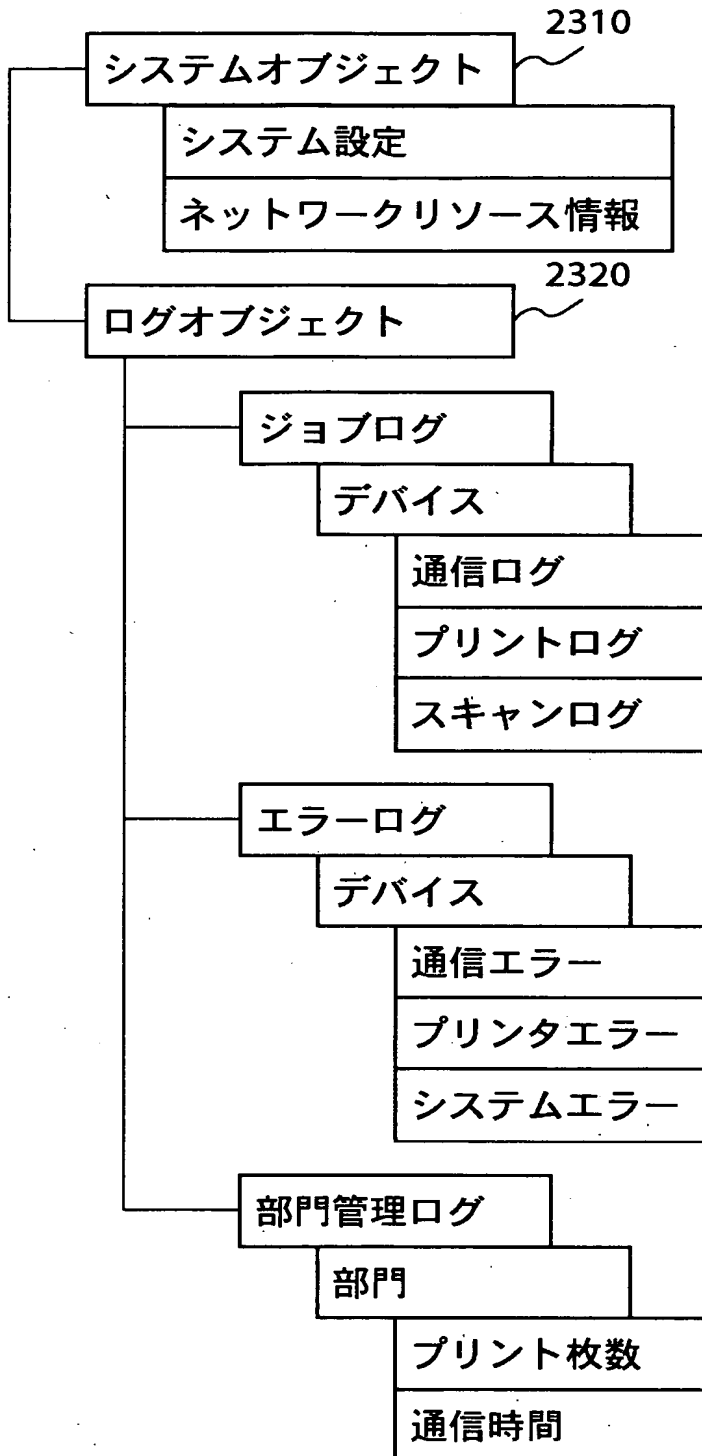 2310
システムオブジェクト
システム設定
ネットワークリソース情報
2320
ログオブジェクト
ジョブログ
デバイス
通信ログ
プリントログ
スキャンログ
エラーログ
デバイス
通信エラー
プリンタエラー
システムエラー
部門管理ログ
部門
プリント枚数
通信時間